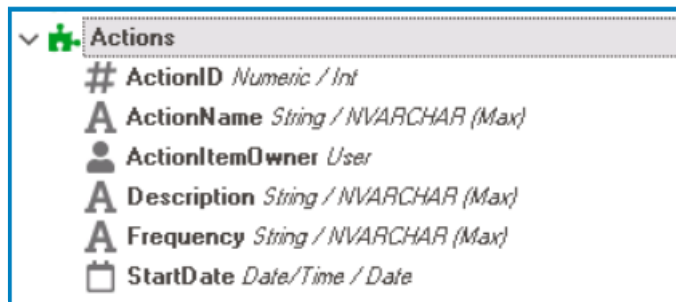 Actions
ActionID Numeric / Int
ActionName String / NVARCHAR (Max)
ActionItemOwner User
Description String / NVARCHAR (Max)
Frequency String / NVARCHAR (Max)
StartDate Date/Time / Date